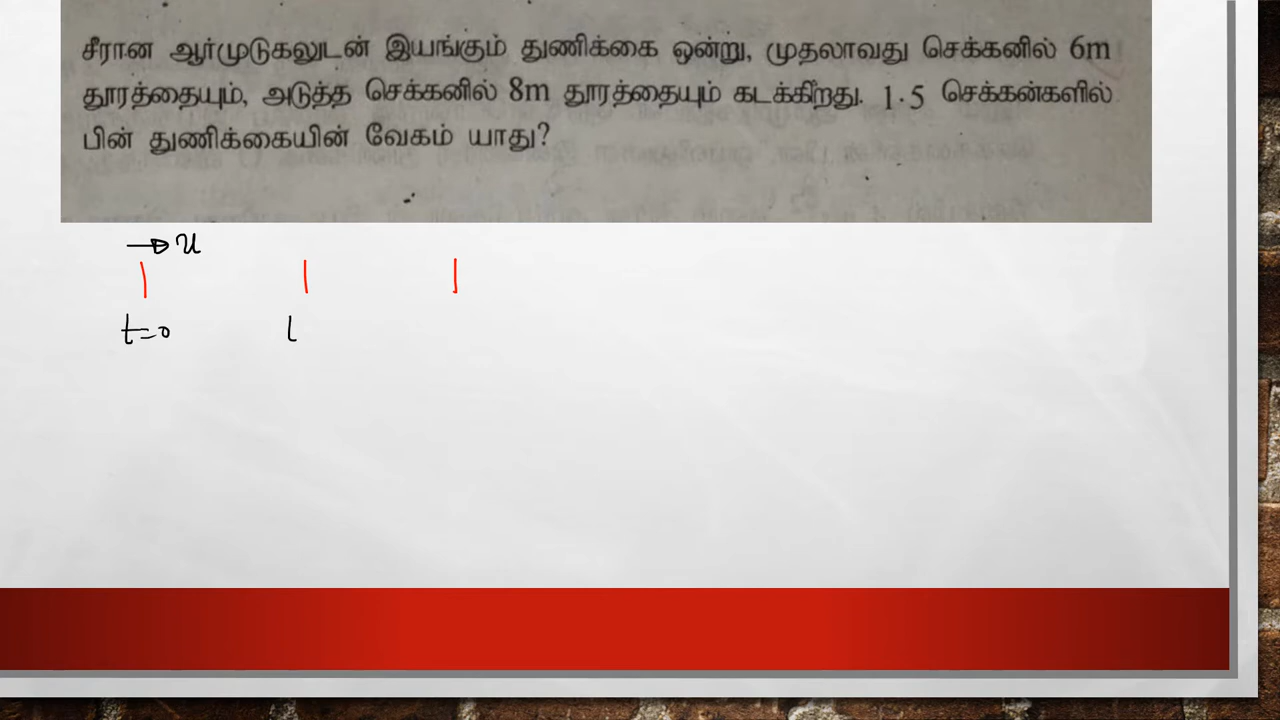 சீரான ஆர்முடுகலுடன் இயங்கும் துணிக்கை ஒன்று, முதலாவது செக்கனில் 6m
தூரத்தையும், அடுத்த செக்கனில் 8m தூரத்தையும் கடக்கிறது. 1.5 செக்கன்களில்
பின் துணிக்கையின் வேகம் யாது?
u
t=0